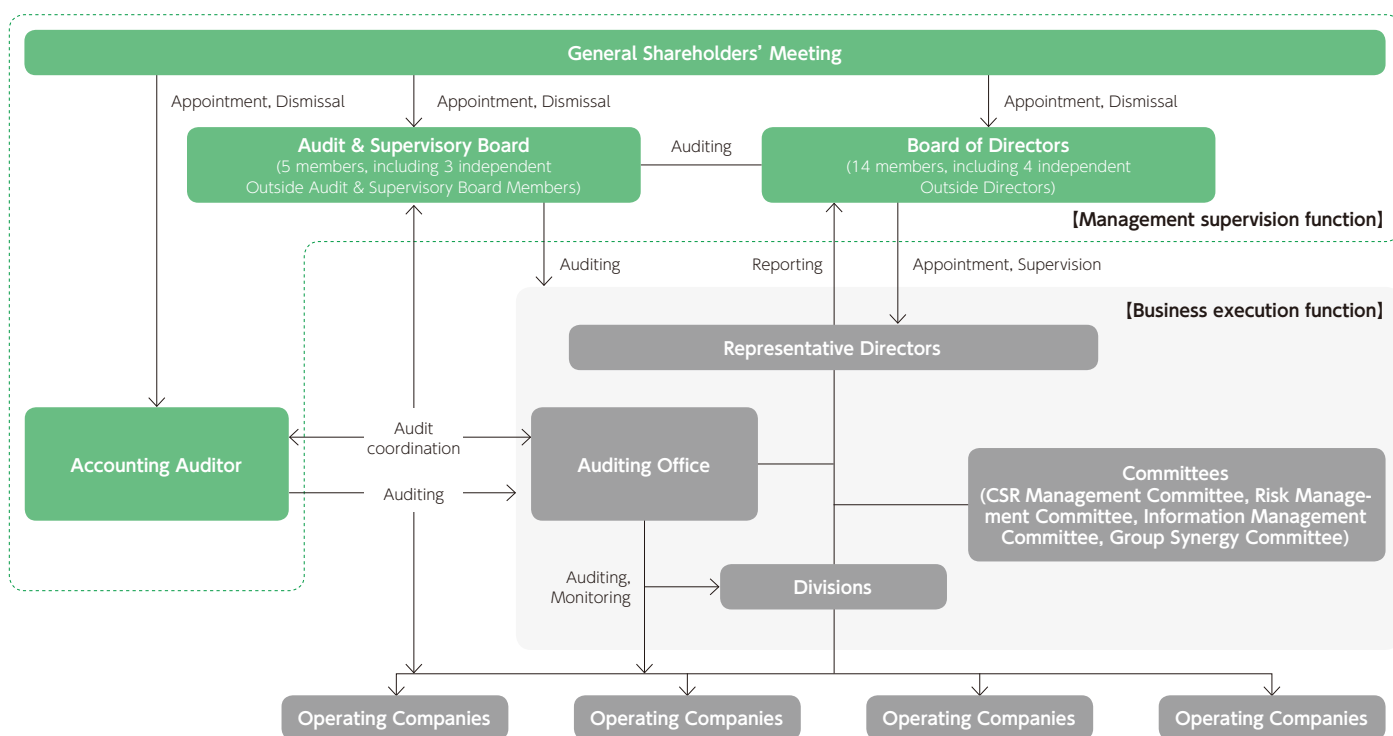 General Shareholders' Meeting
Appointment, Dismissal
Appointment, Dismissal
Appointment, Dismissal
Audit & Supervisory Board
(5 members, including 3 independent
Outside Audit & Supervisory Board Members)
Auditing
Board of Directors
(14 members, including 4 independent
Outside Directors)
【Management supervision function】
Auditing
Reporting
Appointment, Supervision
【Business execution function】
Representative Directors
Accounting Auditor
Audit
coordination
Auditing
Auditing Office
Committees
(CSR Management Committee, Risk Manage-
ment Committee, Information Management
Committee, Group Synergy Committee)
Auditing,
Monitoring
Divisions
Operating Companies
Operating Companies
Operating Companies
Operating Companies